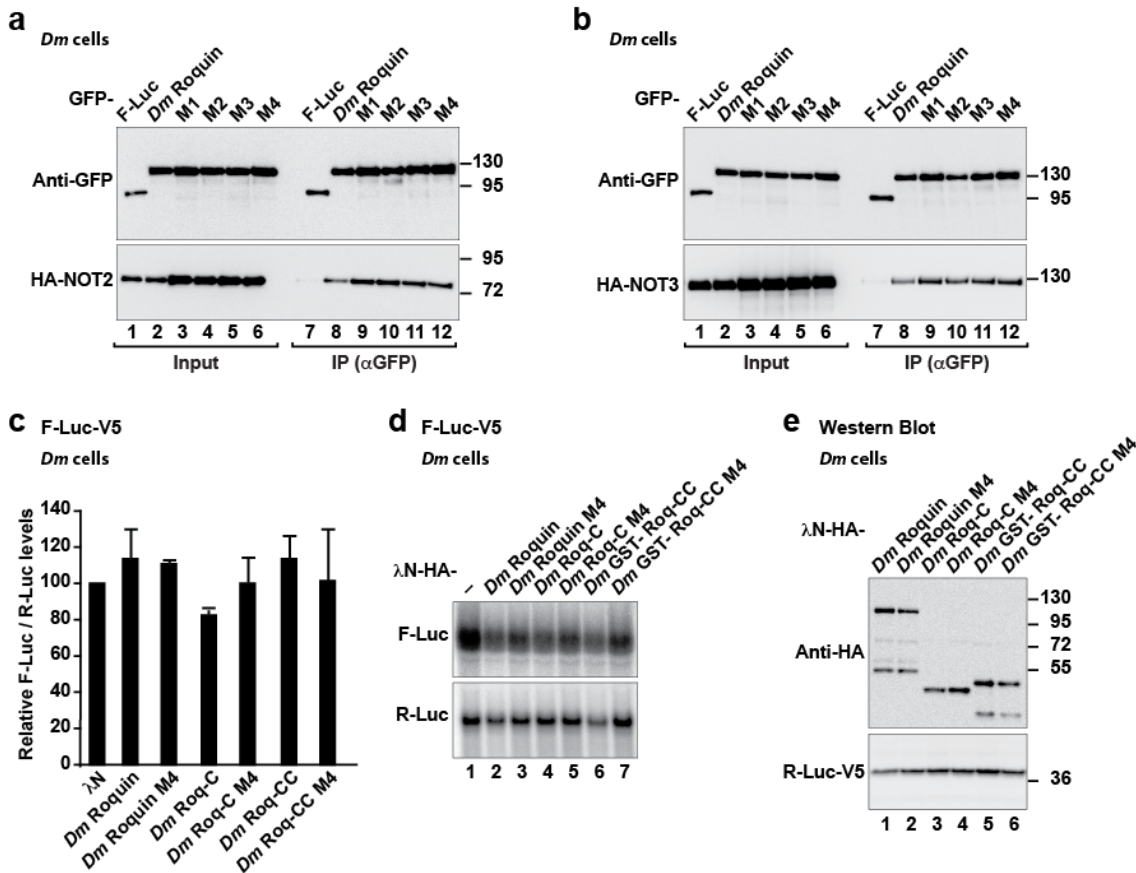 a
Dm cells
GFP-
F-Luc
Dm Roquin
M1
M2
M3
M4
F-Luc
Dm Roquin
M1
M2
M3
M4
Anti-GFP
130
95
HA-NOT2
95
72
1 2 3 4 5 6 7 8 9 10 11 12
Input IP (αGFP)
b
Dm cells
GFP-
F-Luc
Dm Roquin
M1
M2
M3
M4
F-Luc
Dm Roquin
M1
M2
M3
M4
Anti-GFP
130
95
HA-NOT3
130
1 2 3 4 5 6 7 8 9 10 11 12
Input IP (αGFP)
c F-Luc-V5
Dm cells
Relative F-Luc / R-Luc levels
140
120
100
80
60
40
20
0
λN
Dm Roquin
Dm Roquin M4
Dm Roq-C
Dm Roq-C M4
Dm Roq-CC
Dm Roq-CC M4
d F-Luc-V5
Dm cells
λN-HA-
–
Dm Roquin
Dm Roquin M4
Dm Roq-C
Dm Roq-C M4
Dm GST- Roq-CC
Dm GST- Roq-CC M4
F-Luc
R-Luc
1 2 3 4 5 6 7
e Western Blot
Dm cells
λN-HA-
Dm Roquin
Dm Roquin M4
Dm Roq-C
Dm Roq-C M4
Dm GST- Roq-CC
Dm GST- Roq-CC M4
Anti-HA
130
95
72
55
R-Luc-V5
36
1 2 3 4 5 6